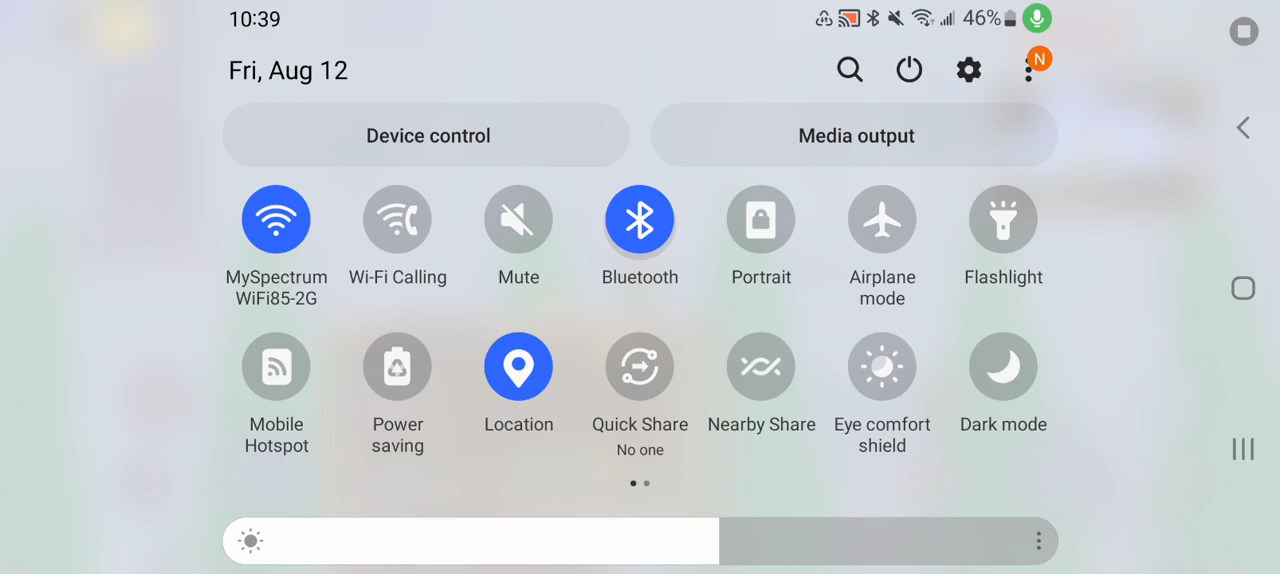 10:39
46%
Fri, Aug 12
N
Device control
Media output
MySpectrum
WiFi85-2G
Wi-Fi Calling
Mute
Bluetooth
Portrait
Airplane
mode
Flashlight
Mobile
Hotspot
Power
saving
Location
Quick Share
No one
Nearby Share
Eye comfort
shield
Dark mode